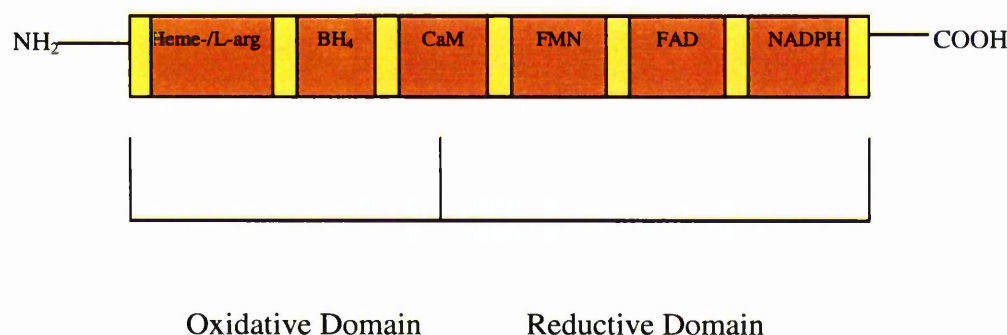 NH₂ Heme-/L-arg BH₄ CaM FMN FAD NADPH COOH
Oxidative Domain Reductive Domain